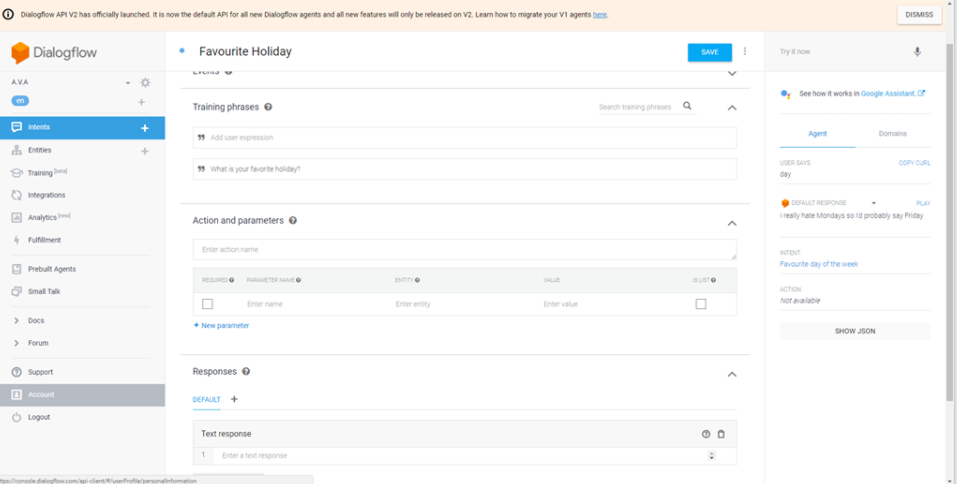 Dialogflow API V2 has officially launched. It is now the default API for all new Dialogflow agents and all new features will only be released on V2. Learn how to migrate your V1 agents here.
DISMISS
Dialogflow
A.V.A
en
Intents
Entities
Training [beta]
Integrations
Analytics [new]
Fulfillment
Prebuilt Agents
Small Talk
Docs
Forum
Support
Account
Logout
Favourite Holiday
SAVE
Events
Training phrases
Search training phrases
Add user expression
What is your favorite holiday?
Action and parameters
Enter action name
REQUIRED PARAMETER NAME ENTITY VALUE IS LIST
Enter name Enter entity Enter value
+ New parameter
Responses
DEFAULT +
Text response
1 Enter a text response
Try it now
See how it works in Google Assistant.
Agent Domains
USER SAYS COPY CURL
day
DEFAULT RESPONSE PLAY
I really hate Mondays so I'd probably say Friday
INTENT
Favourite day of the week
ACTION
Not available
SHOW JSON
ttps://console.dialogflow.com/api-client/#/userProfile/personalInformation